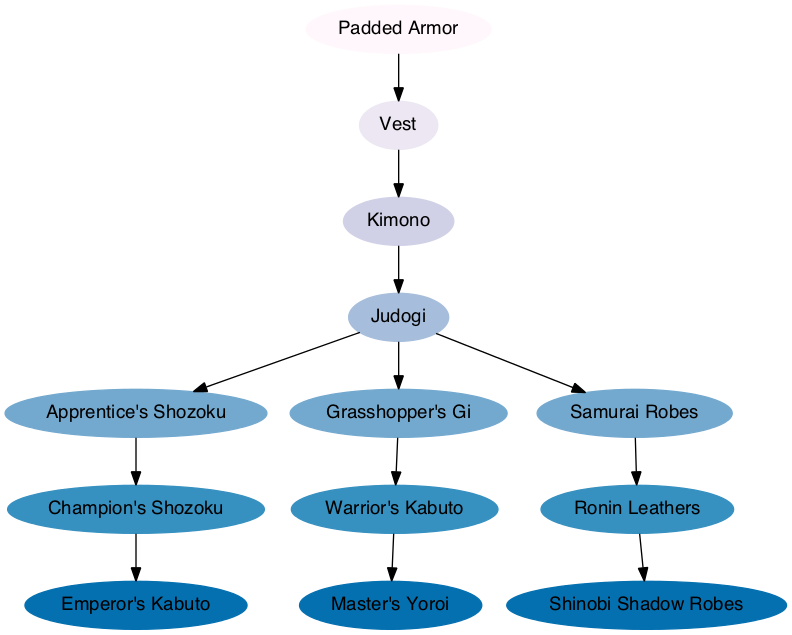 Padded Armor
Vest
Kimono
Judogi
Apprentice's Shozoku
Grasshopper's Gi
Samurai Robes
Champion's Shozoku
Warrior's Kabuto
Ronin Leathers
Emperor's Kabuto
Master's Yoroi
Shinobi Shadow Robes